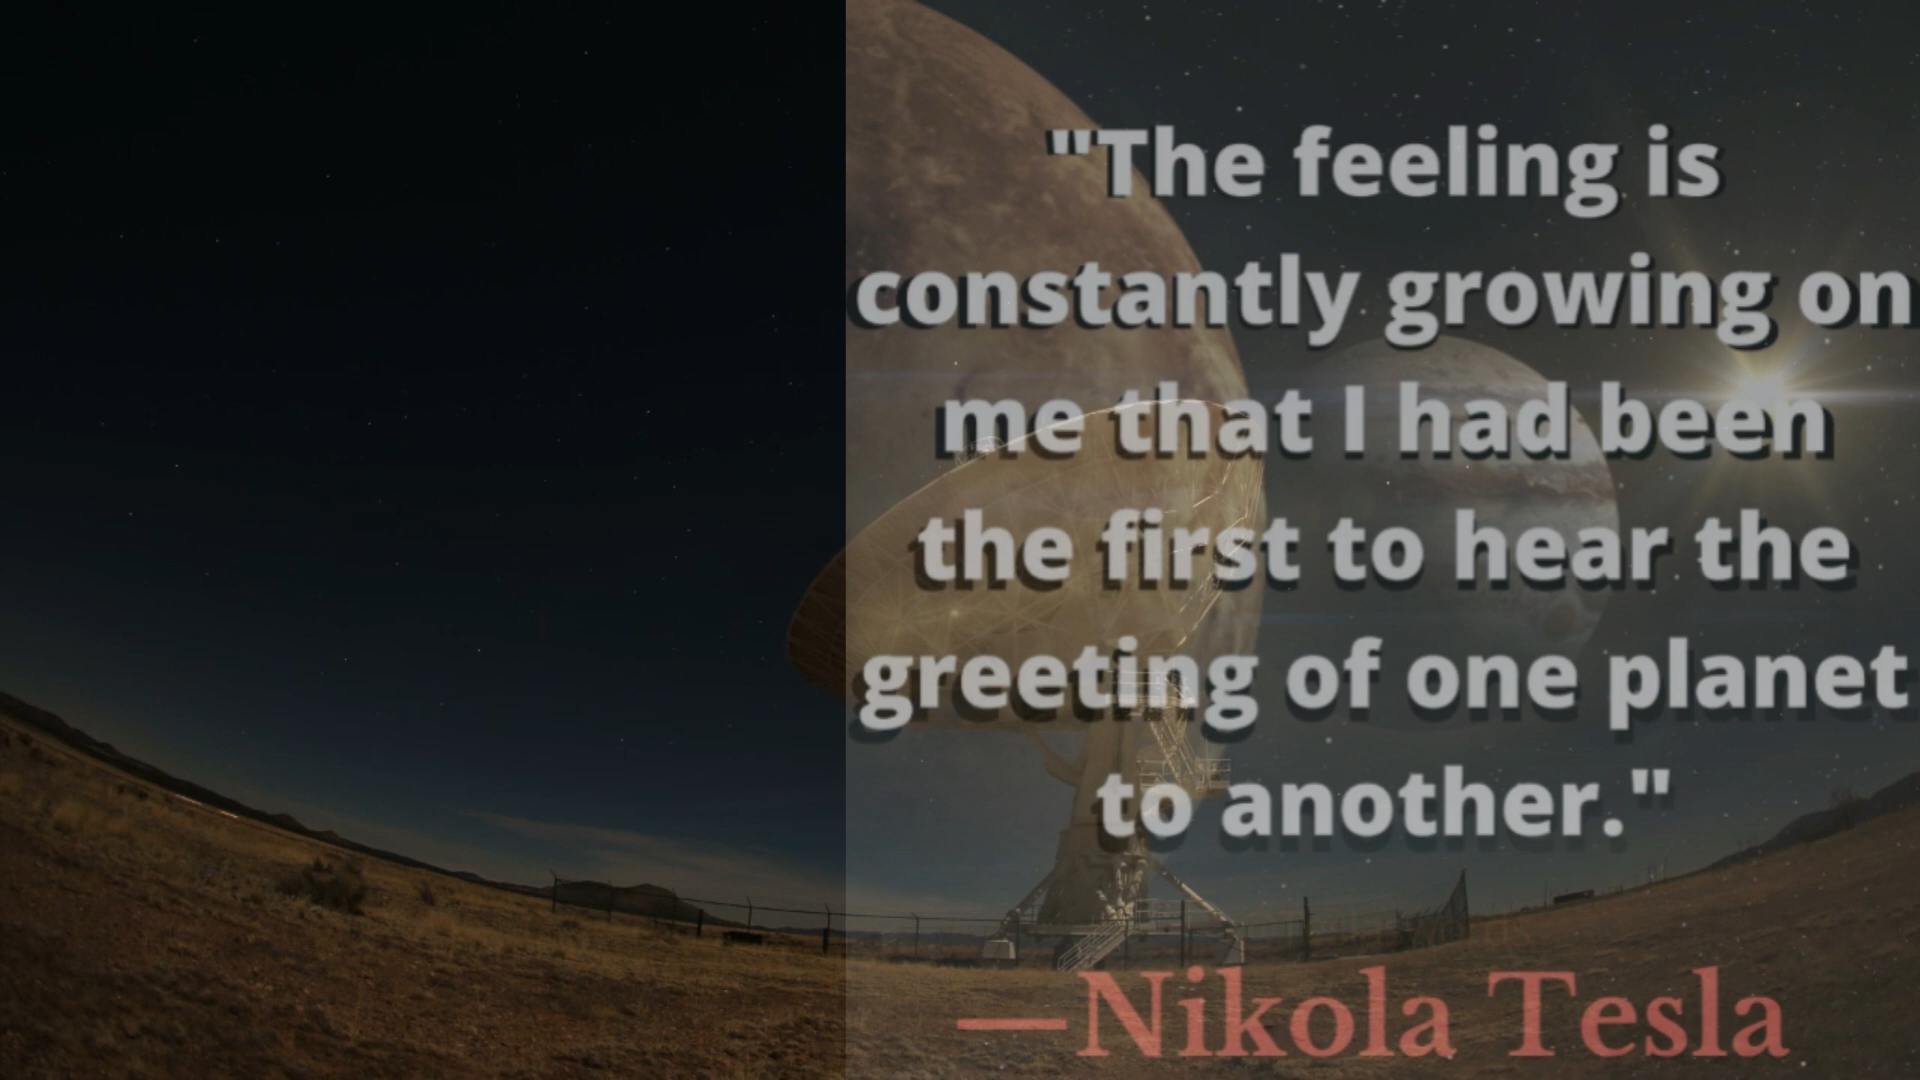 "The feeling is
constantly growing on
me that I had been
the first to hear the
greeting of one planet
to another."
—Nikola Tesla